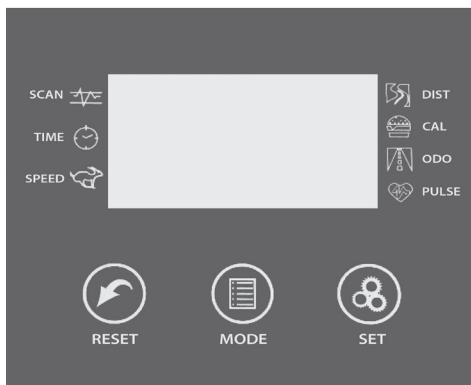 SCAN
TIME
SPEED
DIST
CAL
ODO
PULSE
RESET
MODE
SET